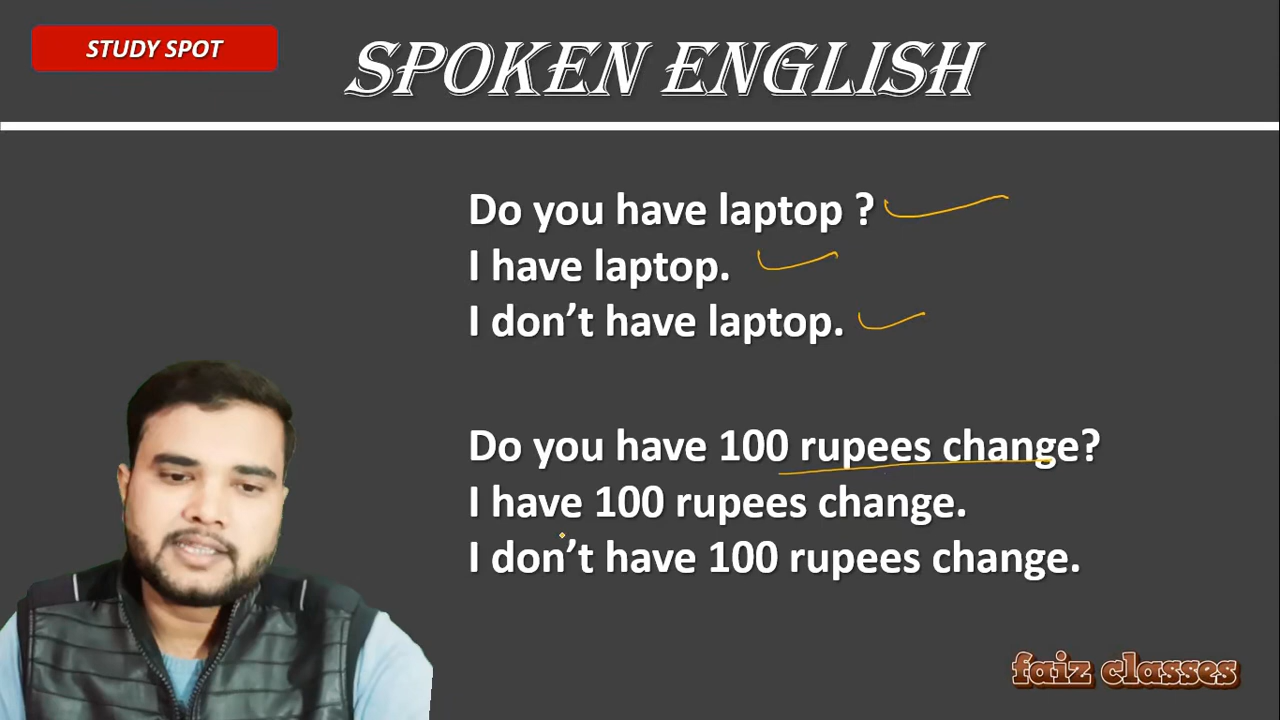 STUDY SPOT
SPOKEN ENGLISH
Do you have laptop ?
I have laptop.
I don’t have laptop.
Do you have 100 rupees change?
I have 100 rupees change.
I don’t have 100 rupees change.
faiz classes